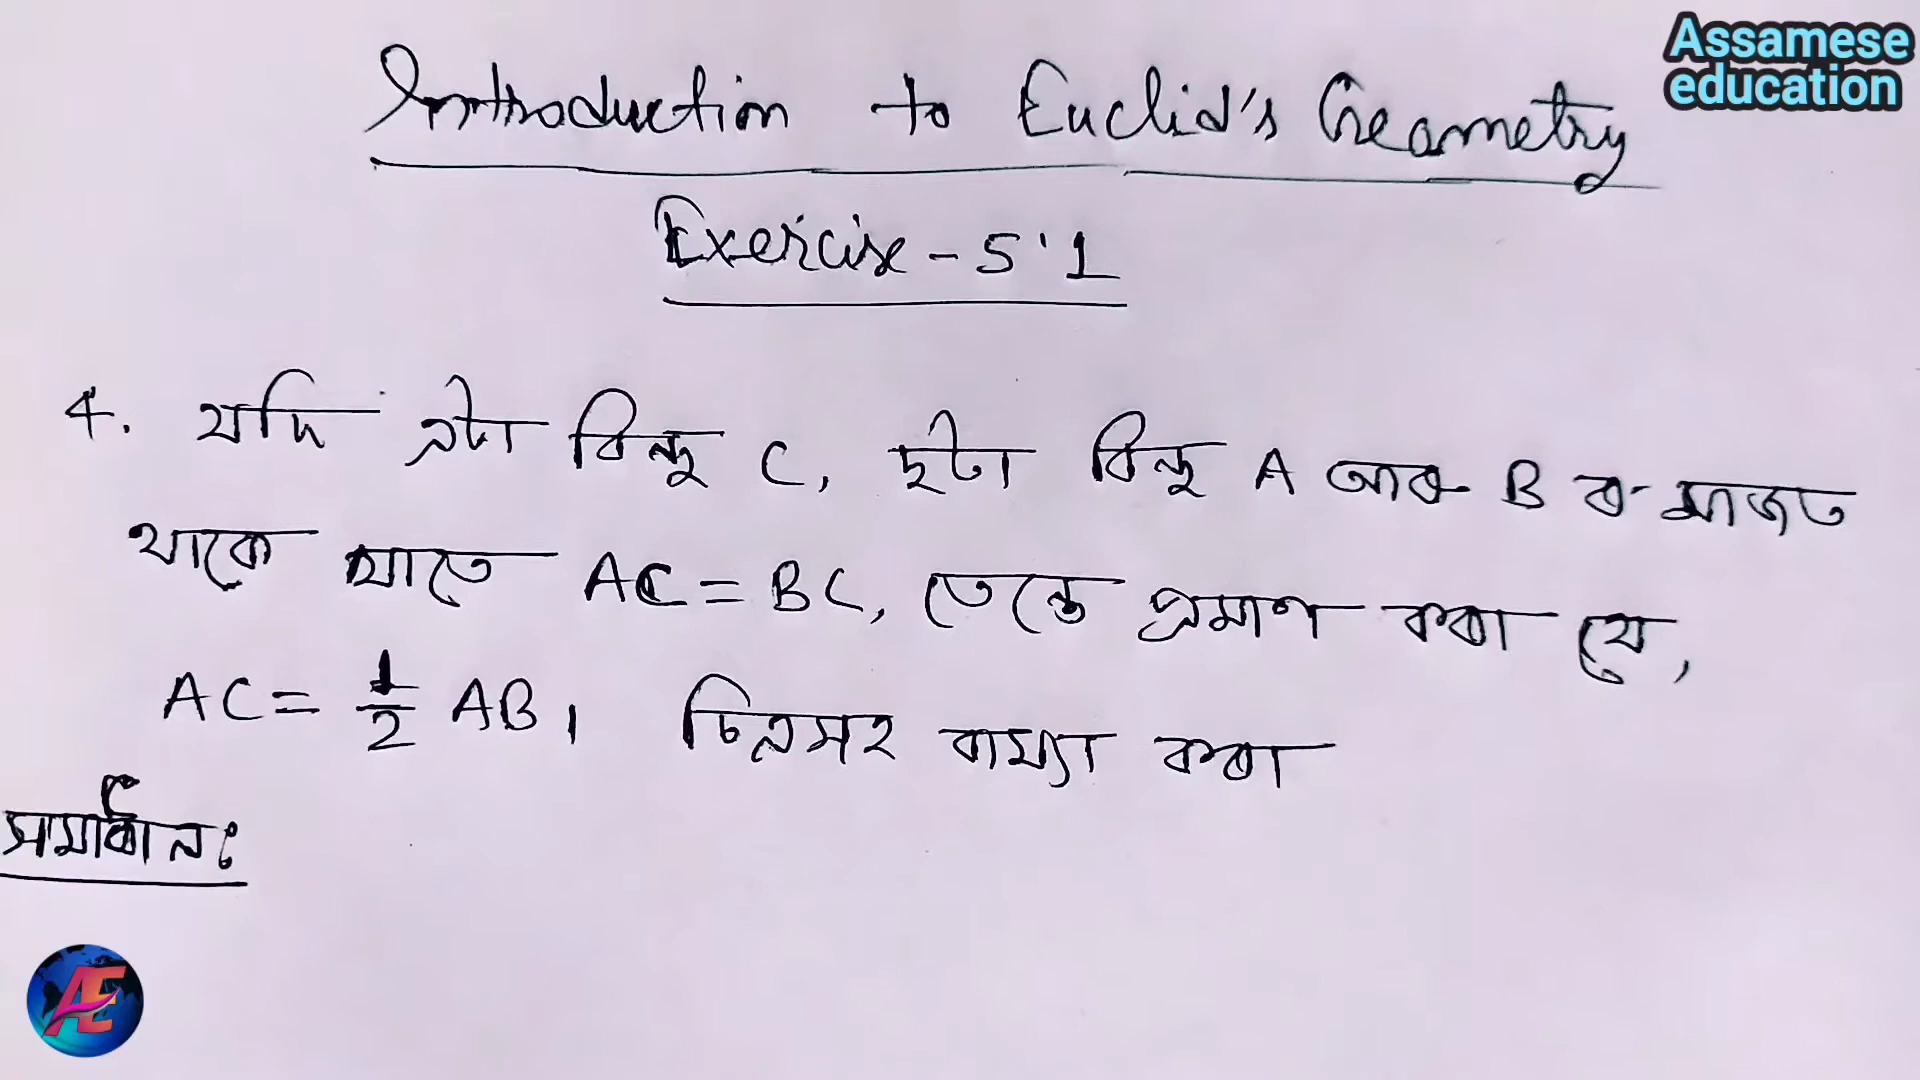 Assamese
education
Introduction to Euclid's Geometry
Exercise - 5.1
4. যদি এটা বিন্দু C, দুটা বিন্দু A আৰু B ৰ মাজত
থাকে যাতে AC = BC, তেন্তে প্ৰমাণ কৰা যে,
AC = 1/2 AB। চিত্ৰসহ ব্যাখ্যা কৰা
সমাধানঃ
AE